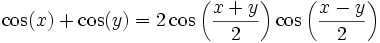 cos(x) + cos(y) = 2 cos((x + y)/2) cos((x − y)/2)